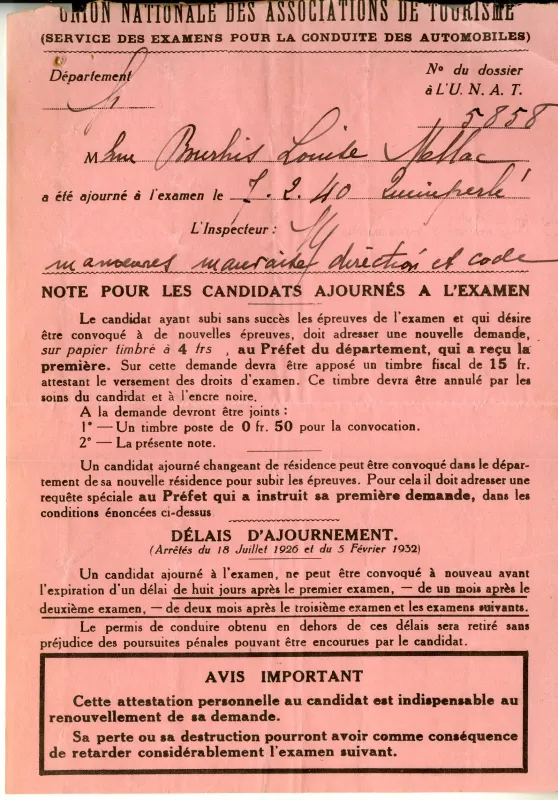 UNION NATIONALE DES ASSOCIATIONS DE TOURISME
(SERVICE DES EXAMENS POUR LA CONDUITE DES AUTOMOBILES)
Département
N° du dossier
à L'U. N. A. T.
5858
Mme Bourhis Louise Mellac
a été ajourné à l'examen le 7. 2. 40 Quimperlé
L'Inspecteur :
manœuvres mauvaises direction et code
NOTE POUR LES CANDIDATS AJOURNÉS A L'EXAMEN
Le candidat ayant subi sans succès les épreuves de l'examen et qui désire
être convoqué à de nouvelles épreuves, doit adresser une nouvelle demande,
sur papier timbré à 4 frs , au Préfet du département, qui a reçu la
première. Sur cette demande devra être apposé un timbre fiscal de 15 fr.
attestant le versement des droits d'examen. Ce timbre devra être annulé par les
soins du candidat et à l'encre noire.
A la demande devront être joints :
1° — Un timbre poste de 0 fr. 50 pour la convocation.
2° — La présente note.
Un candidat ajourné changeant de résidence peut être convoqué dans le dépar-
tement de sa nouvelle résidence pour subir les épreuves. Pour cela il doit adresser une
requête spéciale au Préfet qui a instruit sa première demande, dans les
conditions énoncées ci-dessus
DÉLAIS D'AJOURNEMENT.
(Arrêtés du 18 Juillet 1926 et du 5 Février 1932)
Un candidat ajourné à l'examen, ne peut être convoqué à nouveau avant
l'expiration d'un délai de huit jours après le premier examen, — de un mois après le
deuxième examen, — de deux mois après le troisième examen et les examens suivants.
Le permis de conduire obtenu en dehors de ces délais sera retiré sans
préjudice des poursuites pénales pouvant être encourues par le candidat.
AVIS IMPORTANT
Cette attestation personnelle au candidat est indispensable au
renouvellement de sa demande.
Sa perte ou sa destruction pourront avoir comme conséquence
de retarder considérablement l'examen suivant.